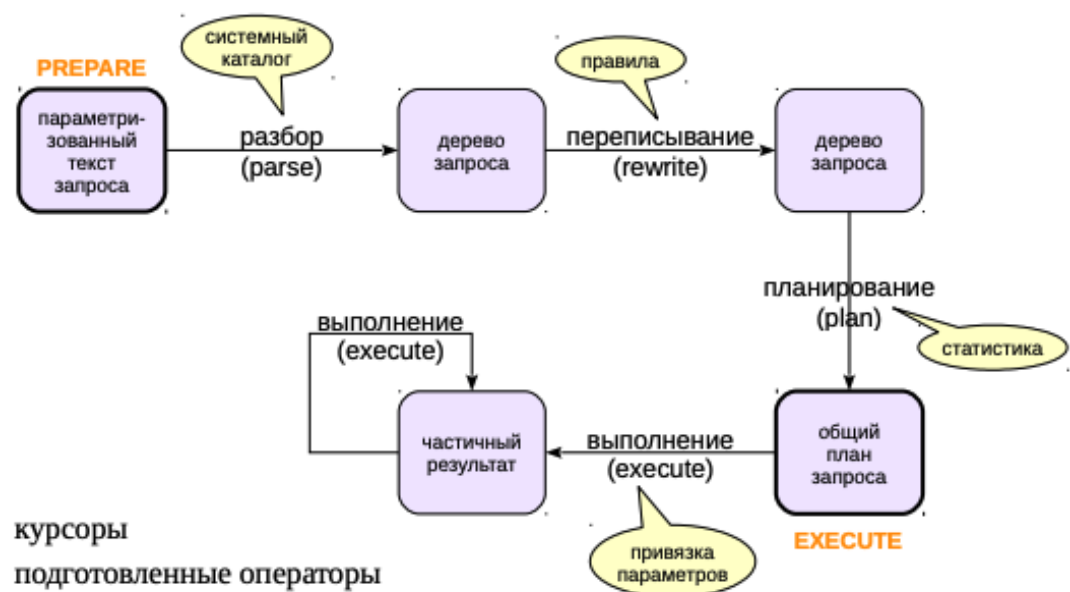 системный
каталог
PREPARE
параметри-
зованный
текст
запроса
разбор
(parse)
дерево
запроса
правила
переписывание
(rewrite)
дерево
запроса
планирование
(plan)
статистика
общий
план
запроса
EXECUTE
выполнение
(execute)
привязка
параметров
частичный
результат
выполнение
(execute)
курсоры
подготовленные операторы